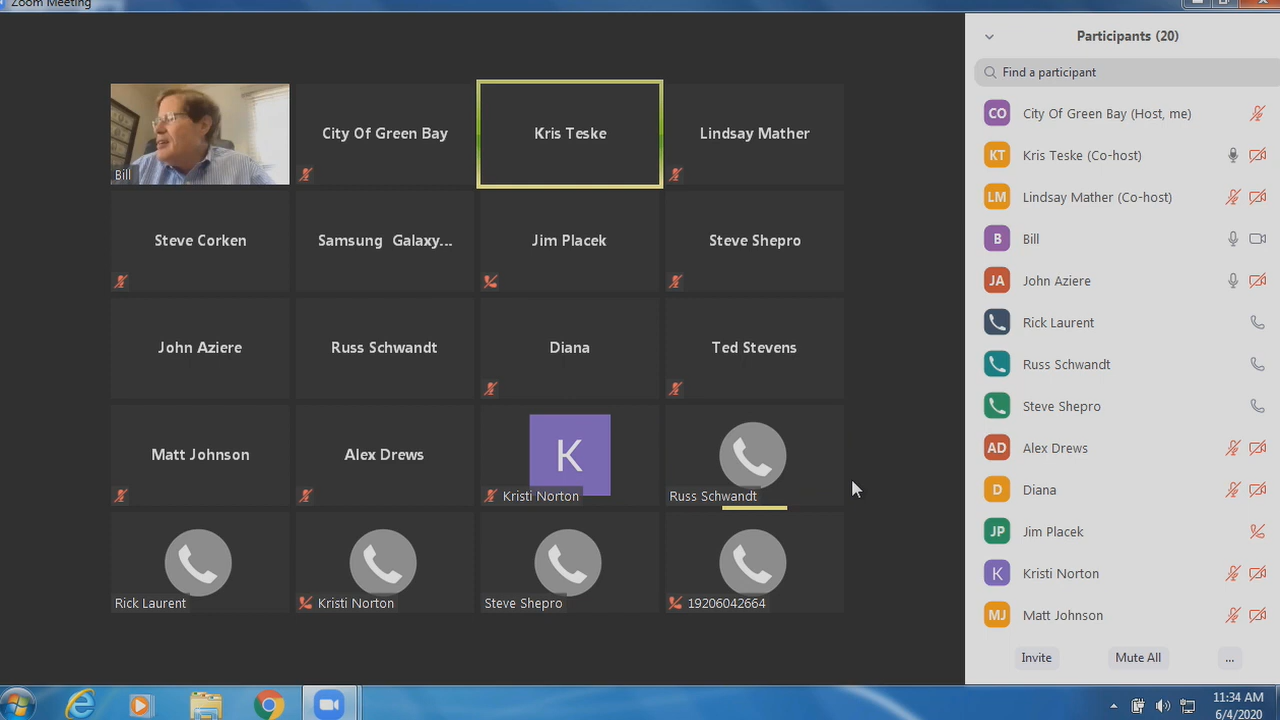 Zoom Meeting
Bill
City Of Green Bay
Kris Teske
Lindsay Mather
Steve Corken
Samsung Galaxy...
Jim Placek
Steve Shepro
John Aziere
Russ Schwandt
Diana
Ted Stevens
Matt Johnson
Alex Drews
K
Kristi Norton
Russ Schwandt
Rick Laurent
Kristi Norton
Steve Shepro
19206042664
Participants (20)
Find a participant
CO City Of Green Bay (Host, me)
KT Kris Teske (Co-host)
LM Lindsay Mather (Co-host)
B Bill
JA John Aziere
Rick Laurent
Russ Schwandt
Steve Shepro
AD Alex Drews
D Diana
JP Jim Placek
K Kristi Norton
MJ Matt Johnson
Invite Mute All ...
11:34 AM
6/4/2020